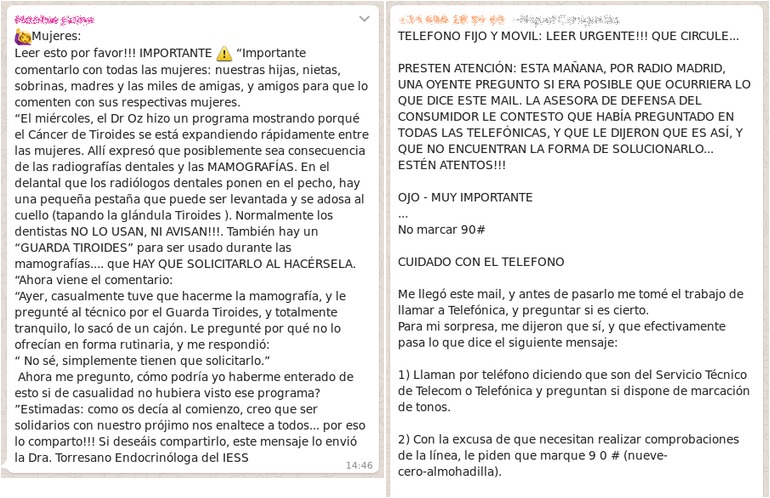 Mujeres:
Leer esto por favor!!! IMPORTANTE ⚠ “Importante
comentarlo con todas las mujeres: nuestras hijas, nietas,
sobrinas, madres y las miles de amigas, y amigos para que lo
comenten con sus respectivas mujeres.
“El miércoles, el Dr Oz hizo un programa mostrando porqué
el Cáncer de Tiroides se está expandiendo rápidamente entre
las mujeres. Allí expresó que posiblemente sea consecuencia
de las radiografías dentales y las MAMOGRAFÍAS. En el
delantal que los radiólogos dentales ponen en el pecho, hay
una pequeña pestaña que puede ser levantada y se adosa al
cuello (tapando la glándula Tiroides ). Normalmente los
dentistas NO LO USAN, NI AVISAN!!!. También hay un
“GUARDA TIROIDES” para ser usado durante las
mamografías.... que HAY QUE SOLICITARLO AL HACÉRSELA.
“Ahora viene el comentario:
“Ayer, casualmente tuve que hacerme la mamografía, y le
pregunté al técnico por el Guarda Tiroides, y totalmente
tranquilo, lo sacó de un cajón. Le pregunté por qué no lo
ofrecían en forma rutinaria, y me respondió:
“ No sé, simplemente tienen que solicitarlo.”
Ahora me pregunto, cómo podría yo haberme enterado de
esto si de casualidad no hubiera visto ese programa?
”Estimadas: como os decía al comienzo, creo que ser
solidarios con nuestro prójimo nos enaltece a todos... por eso
lo comparto!!! Si deseáis compartirlo, este mensaje lo envió
la Dra. Torresano Endocrinóloga del IESS
14:46
TELEFONO FIJO Y MOVIL: LEER URGENTE!!! QUE CIRCULE...
PRESTEN ATENCIÓN: ESTA MAÑANA, POR RADIO MADRID,
UNA OYENTE PREGUNTO SI ERA POSIBLE QUE OCURRIERA LO
QUE DICE ESTE MAIL. LA ASESORA DE DEFENSA DEL
CONSUMIDOR LE CONTESTO QUE HABÍA PREGUNTADO EN
TODAS LAS TELEFÓNICAS, Y QUE LE DIJERON QUE ES ASÍ, Y
QUE NO ENCUENTRAN LA FORMA DE SOLUCIONARLO...
ESTÉN ATENTOS!!!
OJO - MUY IMPORTANTE
...
No marcar 90#
CUIDADO CON EL TELEFONO
Me llegó este mail, y antes de pasarlo me tomé el trabajo de
llamar a Telefónica, y preguntar si es cierto.
Para mi sorpresa, me dijeron que sí, y que efectivamente
pasa lo que dice el siguiente mensaje:
1) Llaman por teléfono diciendo que son del Servicio Técnico
de Telecom o Telefónica y preguntan si dispone de marcación
de tonos.
2) Con la excusa de que necesitan realizar comprobaciones
de la línea, le piden que marque 9 0 # (nueve-
cero-almohadilla).